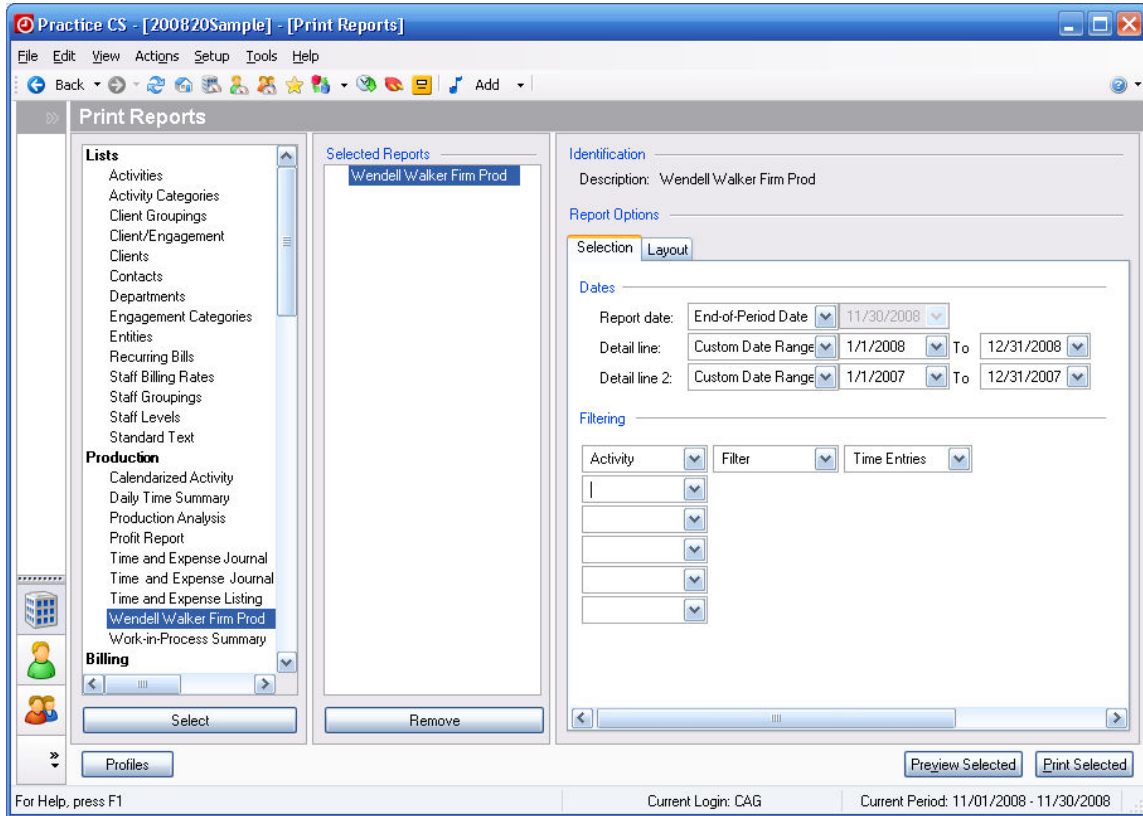 Practice CS - [200820Sample] - [Print Reports]
File Edit View Actions Setup Tools Help
Back Add
Print Reports
Lists
Activities
Activity Categories
Client Groupings
Client/Engagement
Clients
Contacts
Departments
Engagement Categories
Entities
Recurring Bills
Staff Billing Rates
Staff Groupings
Staff Levels
Standard Text
Production
Calendarized Activity
Daily Time Summary
Production Analysis
Profit Report
Time and Expense Journal
Time and Expense Journal
Time and Expense Listing
Wendell Walker Firm Prod
Work-in-Process Summary
Billing
Select
Selected Reports
Wendell Walker Firm Prod
Remove
Identification
Description: Wendell Walker Firm Prod
Report Options
Selection Layout
Dates
Report date: End-of-Period Date 11/30/2008
Detail line: Custom Date Range 1/1/2008 To 12/31/2008
Detail line 2: Custom Date Range 1/1/2007 To 12/31/2007
Filtering
Activity Filter Time Entries
Profiles Preview Selected Print Selected
For Help, press F1 Current Login: CAG Current Period: 11/01/2008 - 11/30/2008